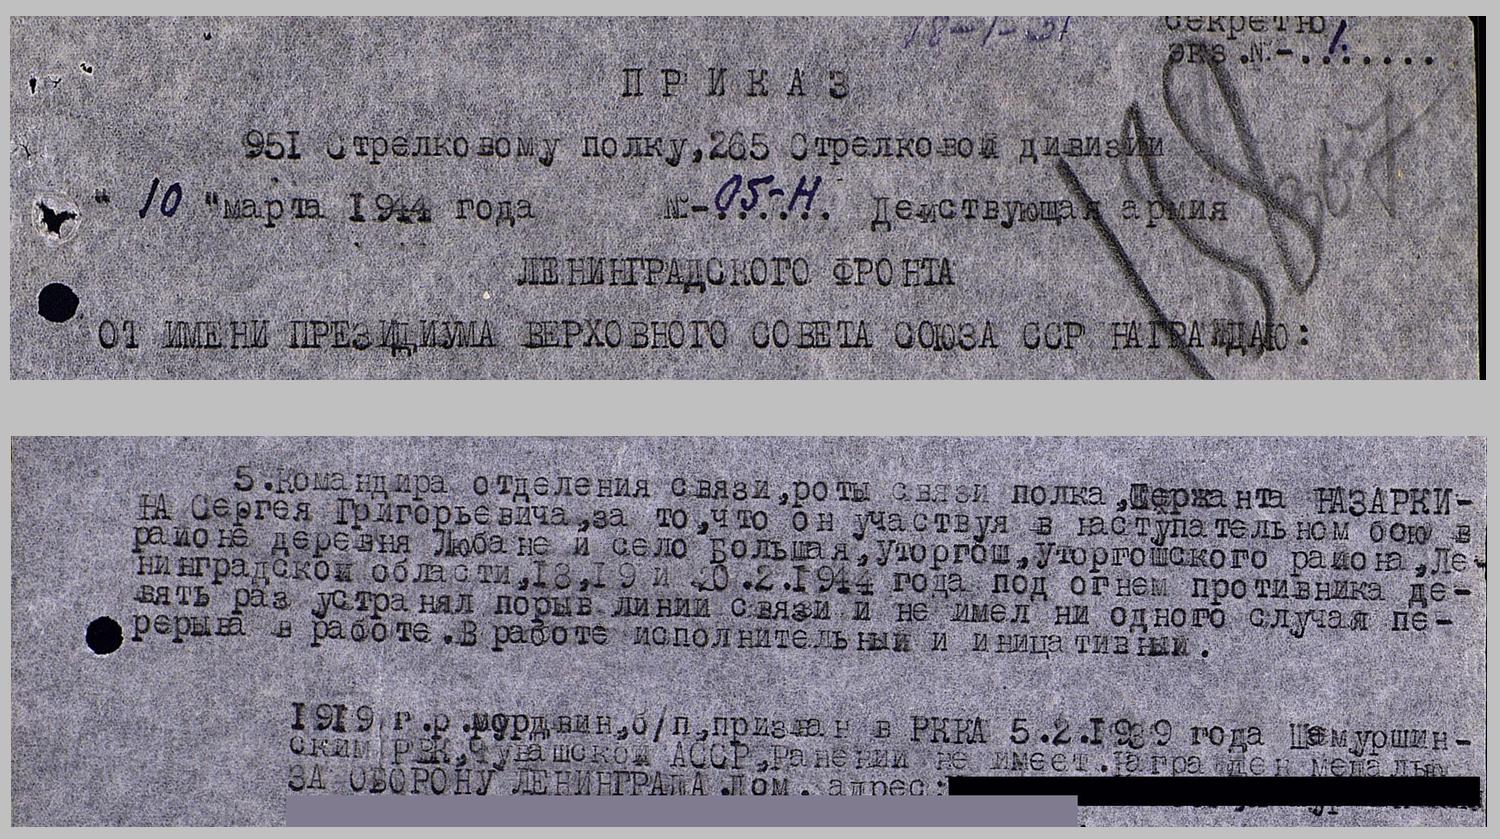 секретно
экз.№-1.......
ПРИКАЗ
951 Стрелковому полку,265 Стрелковой дивизии
" 10 "марта 1944 года №-05-Н. Действующая армия
ЛЕНИНГРАДСКОГО ФРОНТА
ОТ ИМЕНИ ПРЕЗИДИУМА ВЕРХОВНОГО СОВЕТА СОЮЗА ССР НАГРАЖДАЮ:
5.Командира отделения связи,роты связи полка,Сержанта НАЗАРКИ-
НА Сергея Григорьевича,за то,что он участвуя в наступательном бою в
районе деревня Любане и село Большая,Уторгош,Уторгошского района,Ле-
нинградской области,18,19 и 20.2.1944 года под огнем противника де-
вять раз устранял порыв линии связи и не имел ни одного случая пе-
рерыва в работе.В работе исполнительный и иницативный.
1919 г.р.мордвин,б/п,призван в РККА 5.2.1939 года Шемуршин-
ским РВК,Чувашской АССР,Ранений не имеет.Награжден медалью
ЗА ОБОРОНУ ЛЕНИНГРАДА.Дом. адрес: